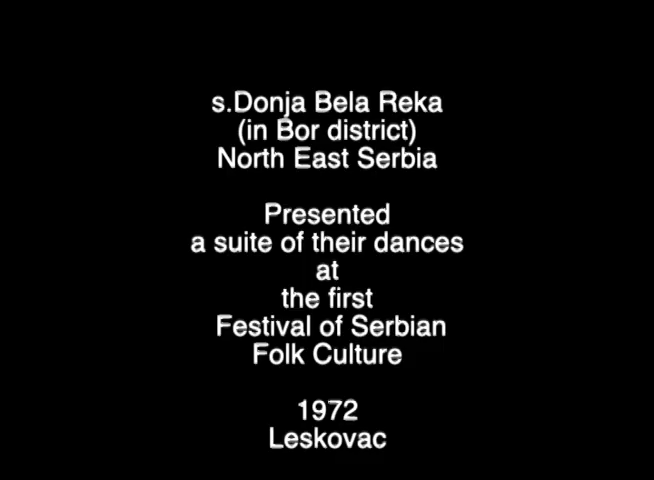 s.Donja Bela Reka
(in Bor district)
North East Serbia
Presented
a suite of their dances
at
the first
Festival of Serbian
Folk Culture
1972
Leskovac